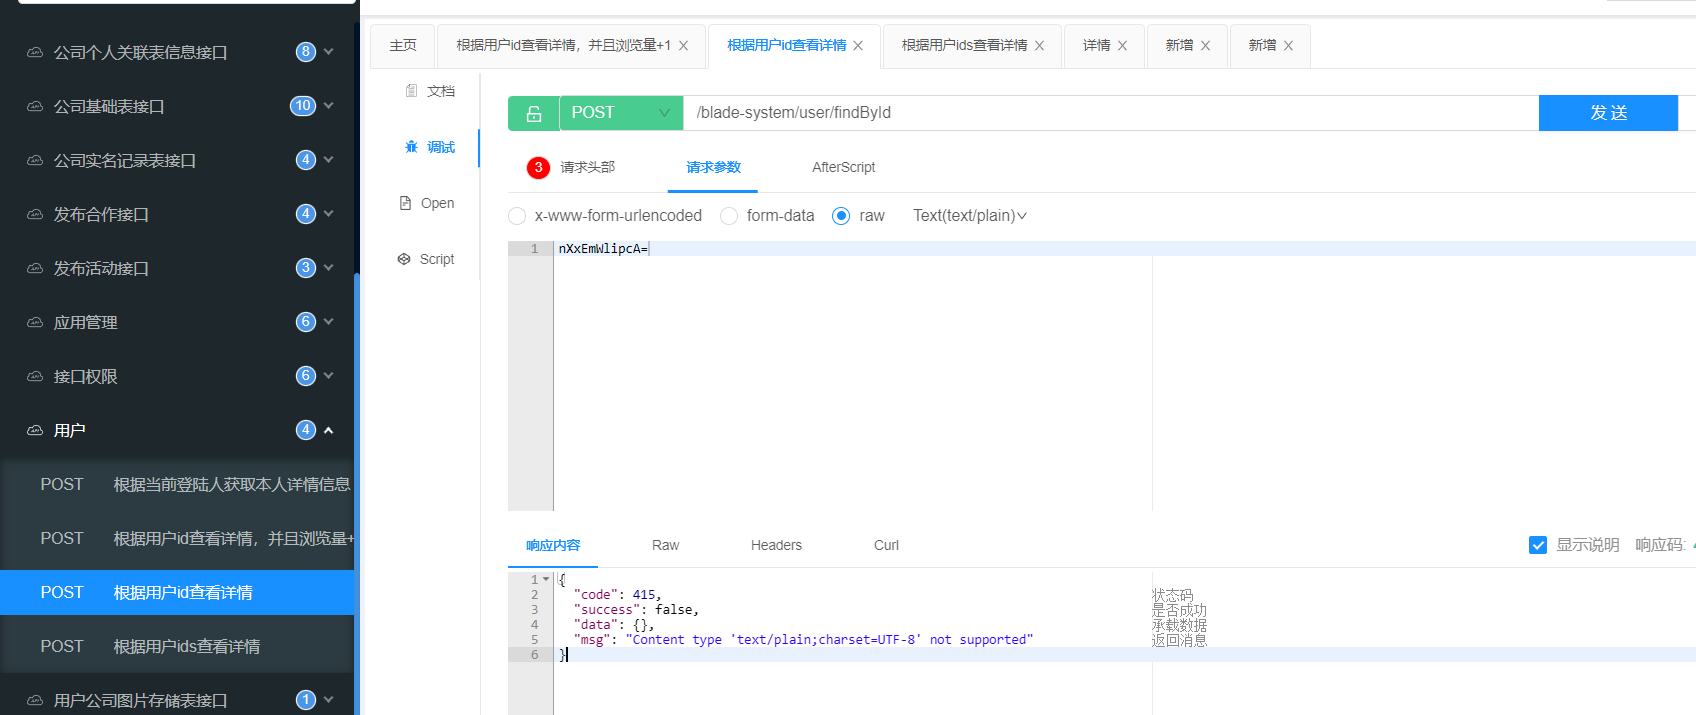 公司个人关联表信息接口 8
公司基础表接口 10
公司实名记录表接口 4
发布合作接口 4
发布活动接口 3
应用管理 6
接口权限 6
用户 4
POST 根据当前登陆人获取本人详情信息
POST 根据用户id查看详情，并且浏览量+
POST 根据用户id查看详情
POST 根据用户ids查看详情
用户公司图片存储表接口 1
主页 根据用户id查看详情，并且浏览量+1 根据用户id查看详情 根据用户ids查看详情 详情 新增 新增
文档
调试
Open
Script
POST /blade-system/user/findById 发 送
3 请求头部 请求参数 AfterScript
x-www-form-urlencoded form-data raw Text(text/plain)
1 nXxEmWlipcA=
响应内容 Raw Headers Curl 显示说明 响应码:
1 {
2 "code": 415, 状态码
3 "success": false, 是否成功
4 "data": {}, 承载数据
5 "msg": "Content type 'text/plain;charset=UTF-8' not supported" 返回消息
6 }